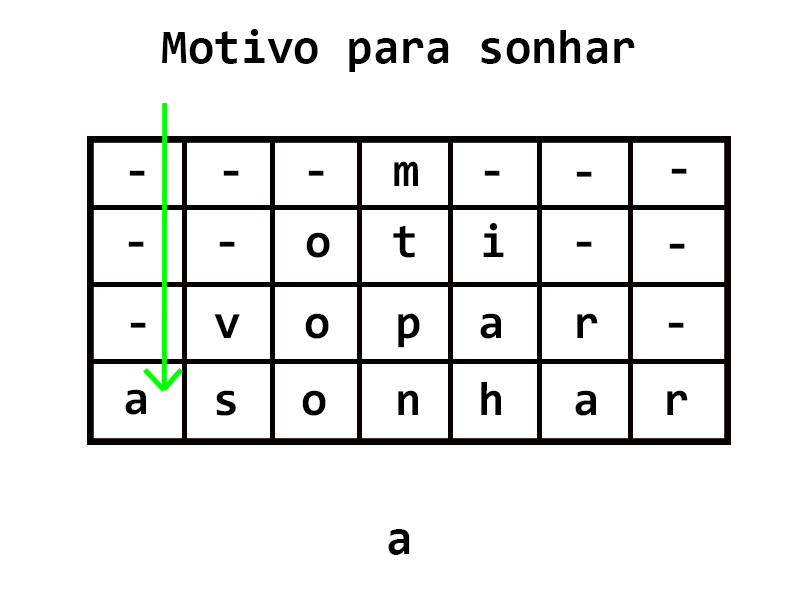 Motivo para sonhar
- - - m - - -
- - o t i - -
- v o p a r -
a s o n h a r
a